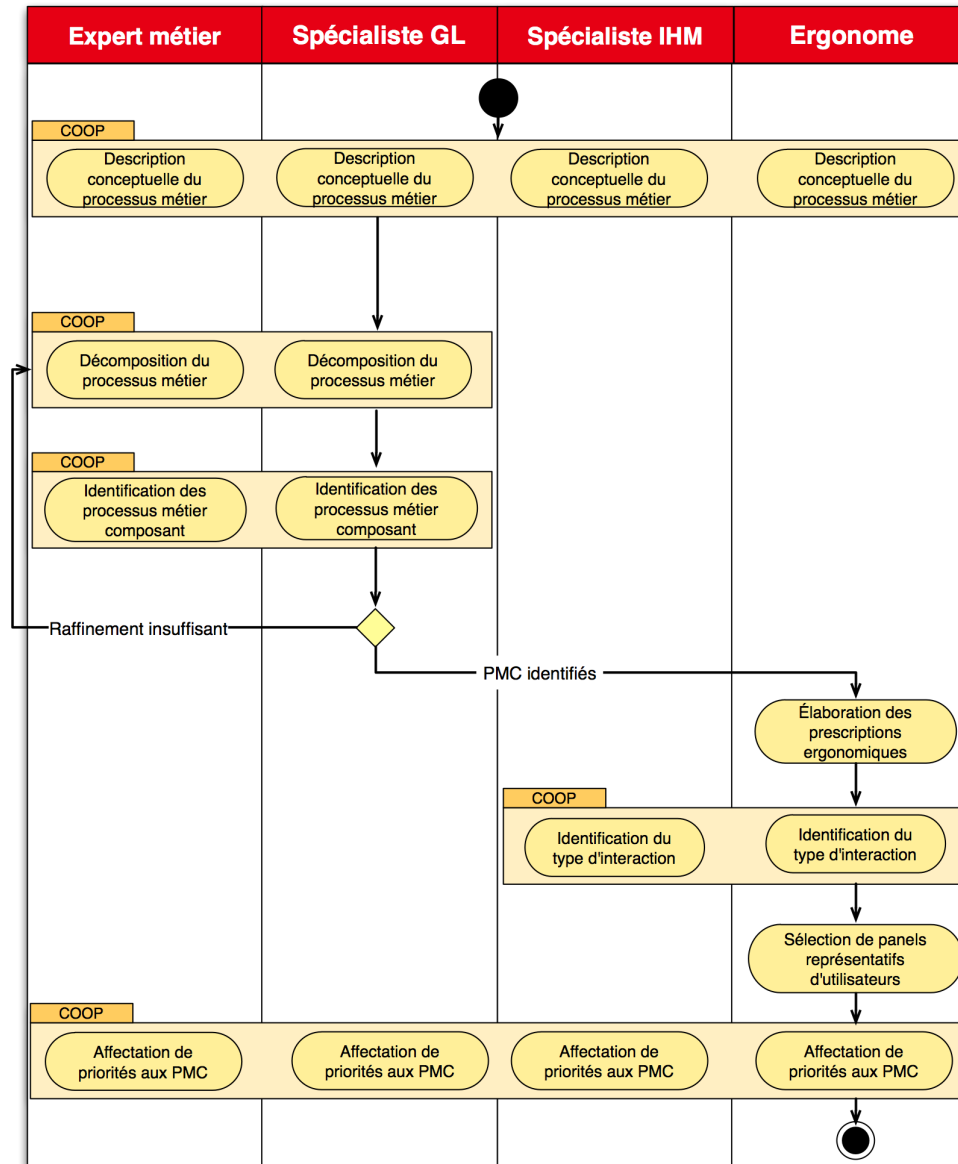 Expert métier
Spécialiste GL
Spécialiste IHM
Ergonome
COOP
Description
conceptuelle du
processus métier
Description
conceptuelle du
processus métier
Description
conceptuelle du
processus métier
Description
conceptuelle du
processus métier
COOP
Décomposition du
processus métier
Décomposition du
processus métier
COOP
Identification des
processus métier
composant
Identification des
processus métier
composant
Raffinement insuffisant
PMC identifiés
Élaboration des
prescriptions
ergonomiques
COOP
Identification du
type d'interaction
Identification du
type d'interaction
Sélection de panels
représentatifs
d'utilisateurs
COOP
Affectation de
priorités aux PMC
Affectation de
priorités aux PMC
Affectation de
priorités aux PMC
Affectation de
priorités aux PMC